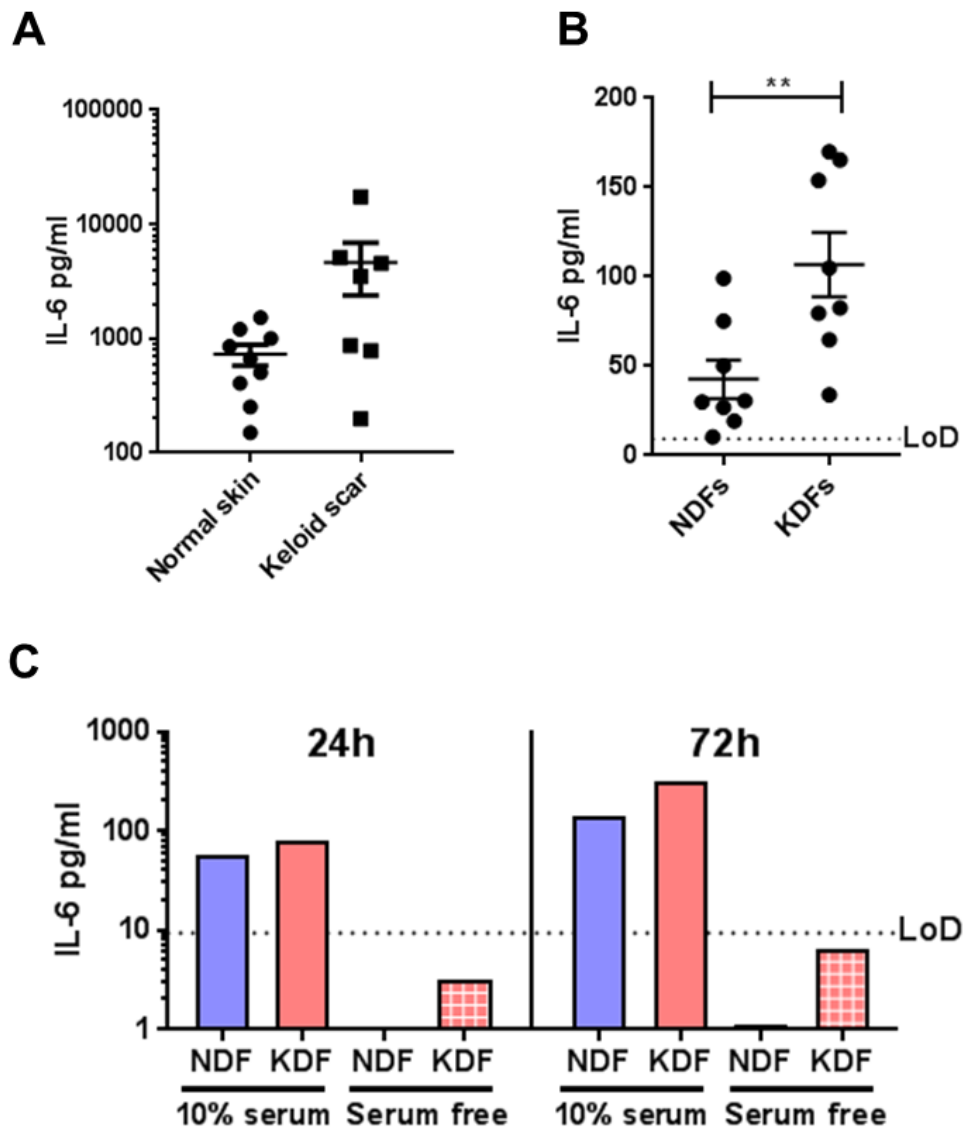 A
IL-6 pg/ml
100000
10000
1000
100
Normal skin
Keloid scar
B
**
IL-6 pg/ml
200
150
100
50
0
LoD
NDFs
KDFs
C
IL-6 pg/ml
1000
100
10
1
24h
72h
LoD
NDF KDF NDF KDF NDF KDF NDF KDF
10% serum Serum free 10% serum Serum free